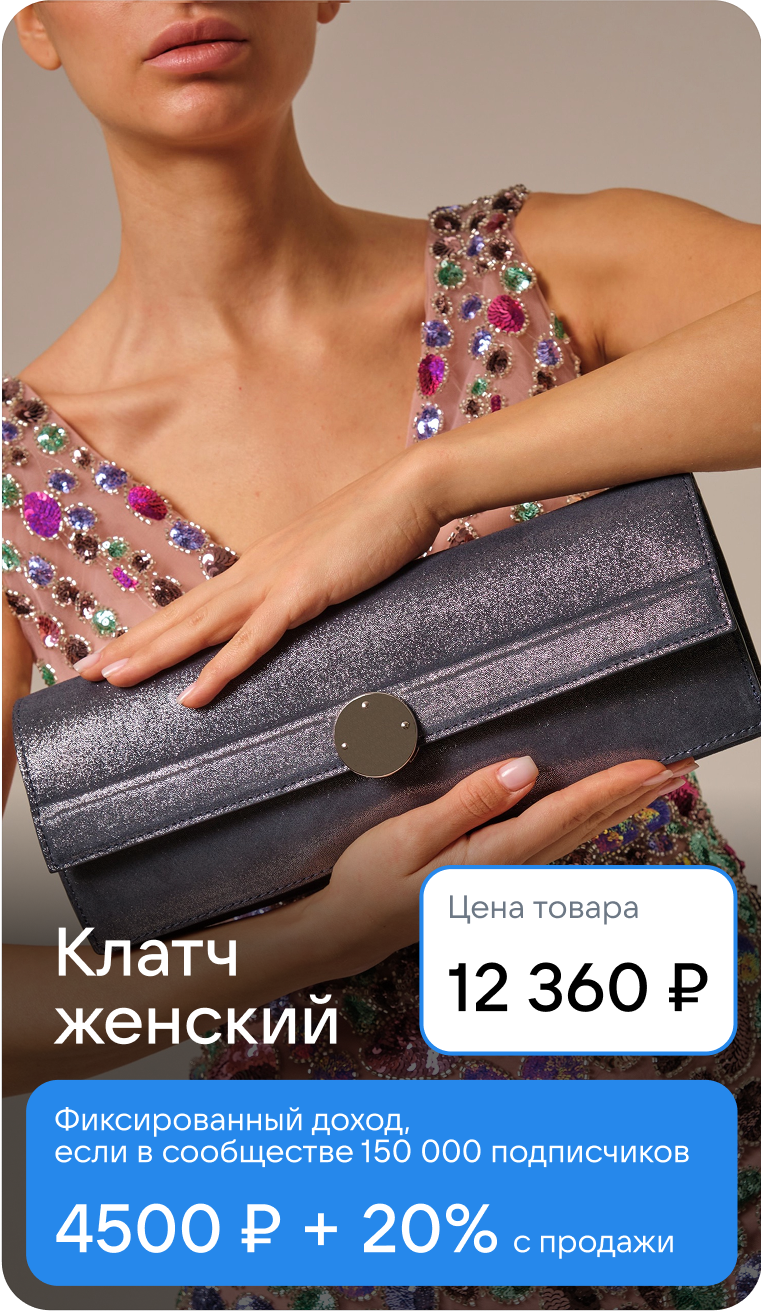 Цена товара
12 360 ₽
Клатч
женский
Фиксированный доход,
если в сообществе 150 000 подписчиков
4500 ₽ + 20% с продажи